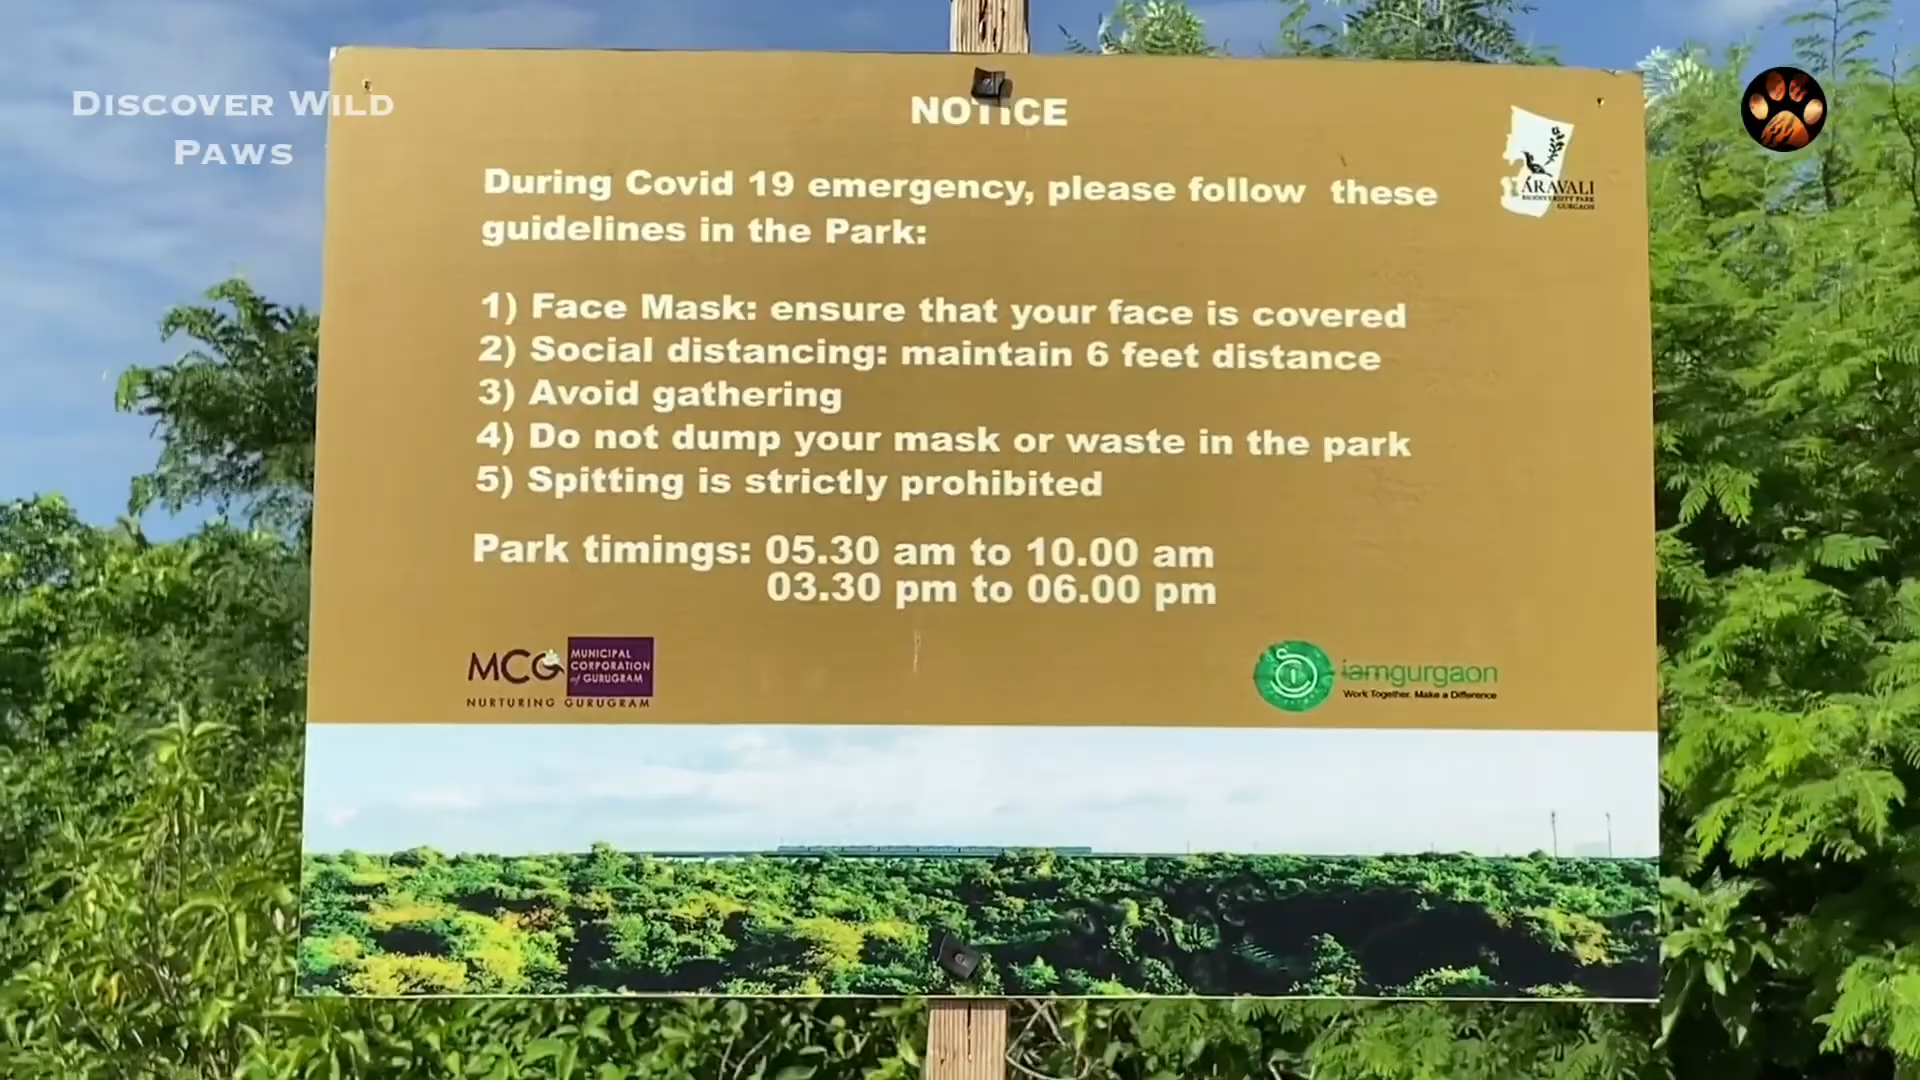 DISCOVER WILD
PAWS
NOTICE
During Covid 19 emergency, please follow these
guidelines in the Park:
1) Face Mask: ensure that your face is covered
2) Social distancing: maintain 6 feet distance
3) Avoid gathering
4) Do not dump your mask or waste in the park
5) Spitting is strictly prohibited
Park timings: 05.30 am to 10.00 am
03.30 pm to 06.00 pm
ARAVALI
BIODIVERSITY PARK
GURGAON
MCG
MUNICIPAL
CORPORATION
of GURUGRAM
NURTURING GURUGRAM
iamgurgaon
Work Together. Make a Difference